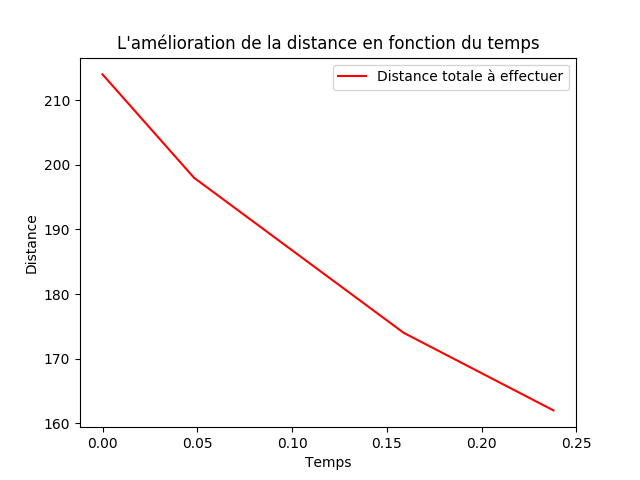 L'amélioration de la distance en fonction du temps
Distance totale à effectuer
210
200
190
180
170
160
Distance
0.00 0.05 0.10 0.15 0.20 0.25
Temps